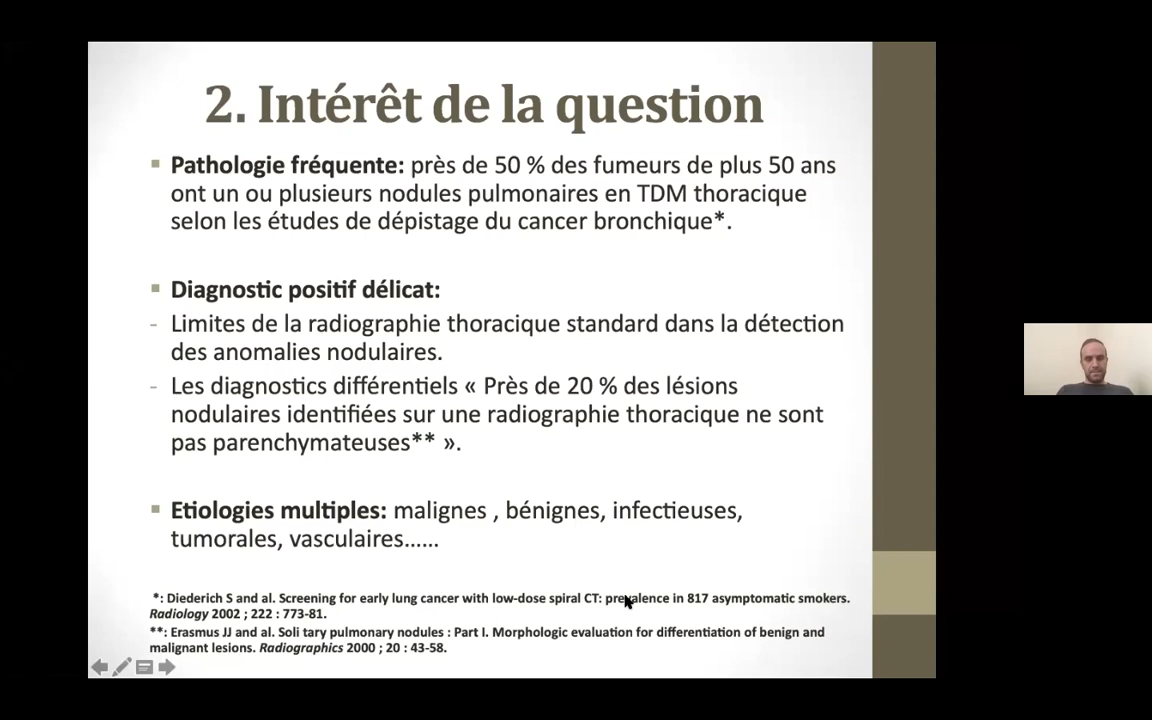 2. Intérêt de la question
Pathologie fréquente: près de 50 % des fumeurs de plus 50 ans
ont un ou plusieurs nodules pulmonaires en TDM thoracique
selon les études de dépistage du cancer bronchique*.
Diagnostic positif délicat:
- Limites de la radiographie thoracique standard dans la détection
des anomalies nodulaires.
- Les diagnostics différentiels « Près de 20 % des lésions
nodulaires identifiées sur une radiographie thoracique ne sont
pas parenchymateuses** ».
Etiologies multiples: malignes , bénignes, infectieuses,
tumorales, vasculaires......
*: Diederich S and al. Screening for early lung cancer with low-dose spiral CT: prevalence in 817 asymptomatic smokers.
Radiology 2002 ; 222 : 773-81.
**: Erasmus JJ and al. Soli tary pulmonary nodules : Part I. Morphologic evaluation for differentiation of benign and
malignant lesions. Radiographics 2000 ; 20 : 43-58.